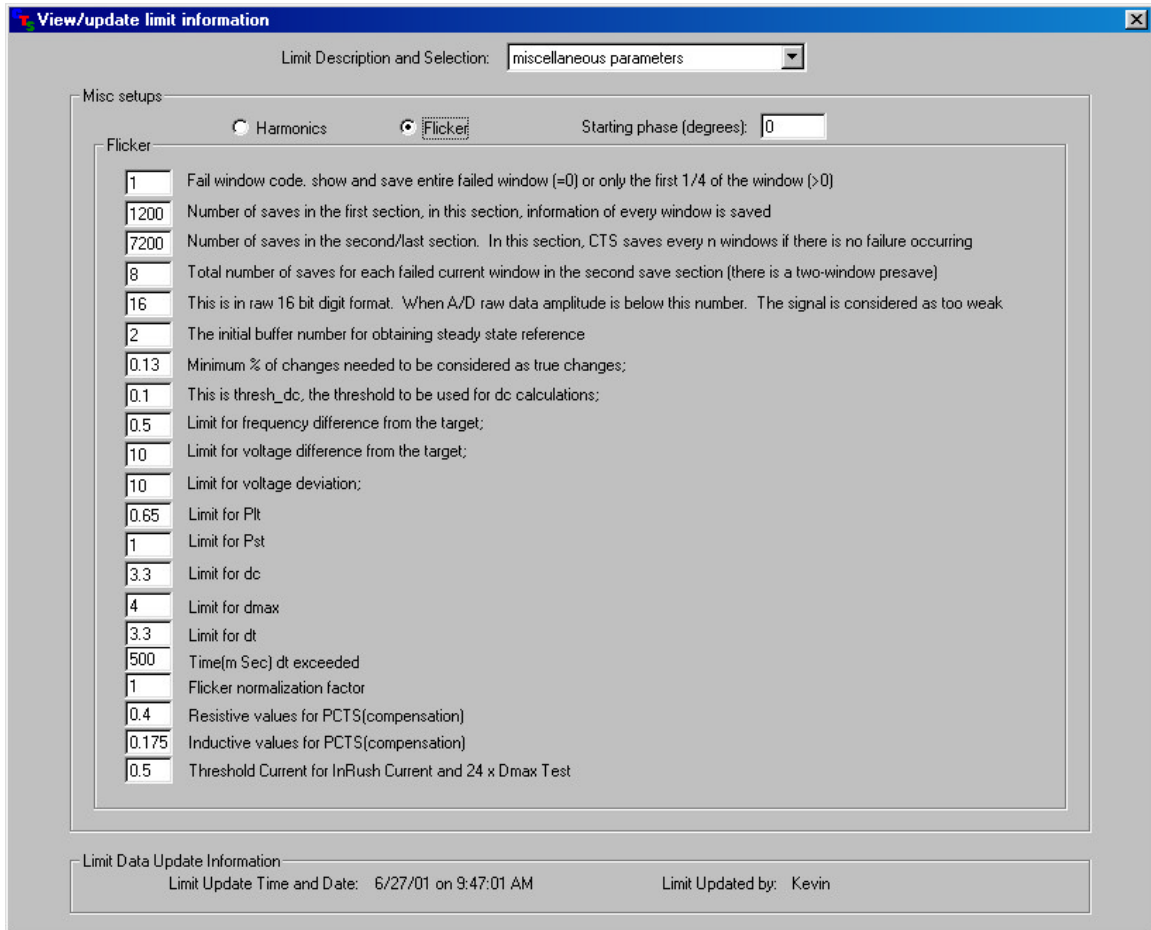 View/update limit information
Limit Description and Selection: miscellaneous parameters
Misc setups
Harmonics Flicker Starting phase (degrees): 0
Flicker
1 Fail window code. show and save entire failed window (=0) or only the first 1/4 of the window (>0)
1200 Number of saves in the first section, in this section, information of every window is saved
7200 Number of saves in the second/last section. In this section, CTS saves every n windows if there is no failure occurring
8 Total number of saves for each failed current window in the second save section (there is a two-window presave)
16 This is in raw 16 bit digit format. When A/D raw data amplitude is below this number. The signal is considered as too weak
2 The initial buffer number for obtaining steady state reference
0.13 Minimum % of changes needed to be considered as true changes;
0.1 This is thresh_dc, the threshold to be used for dc calculations;
0.5 Limit for frequency difference from the target;
10 Limit for voltage difference from the target;
10 Limit for voltage deviation;
0.65 Limit for Plt
1 Limit for Pst
3.3 Limit for dc
4 Limit for dmax
3.3 Limit for dt
500 Time(m Sec) dt exceeded
1 Flicker normalization factor
0.4 Resistive values for PCTS(compensation)
0.175 Inductive values for PCTS(compensation)
0.5 Threshold Current for InRush Current and 24 x Dmax Test
Limit Data Update Information
Limit Update Time and Date: 6/27/01 on 9:47:01 AM Limit Updated by: Kevin